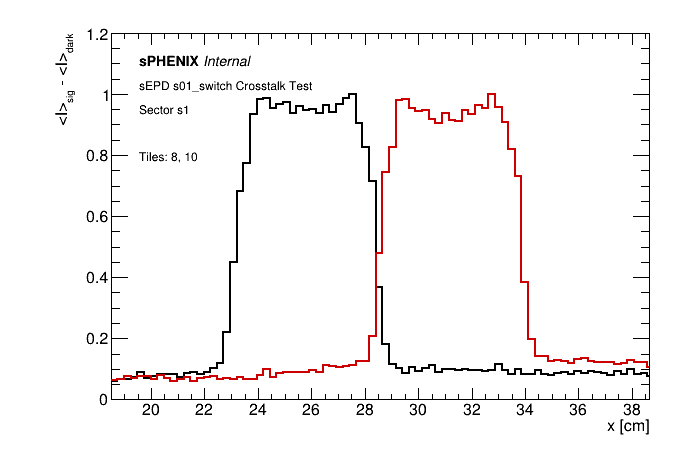 1.2
1
0.8
0.6
0.4
0.2
0
<I>sig - <I>dark
sPHENIX Internal
sEPD s01_switch Crosstalk Test
Sector s1
Tiles: 8, 10
20 22 24 26 28 30 32 34 36 38
x [cm]